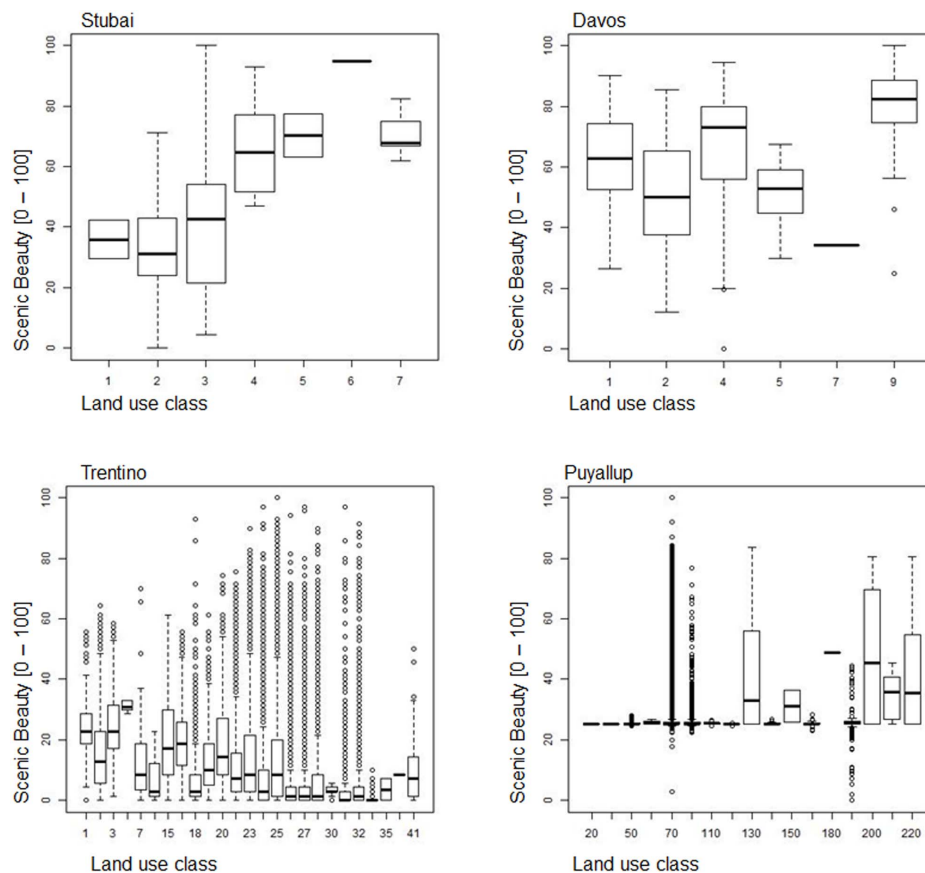 Stubai
Scenic Beauty [0 – 100]
100
80
60
40
20
0
1 2 3 4 5 6 7
Land use class
Davos
Scenic Beauty [0 – 100]
100
80
60
40
20
0
1 2 4 5 7 9
Land use class
Trentino
Scenic Beauty [0 – 100]
100
80
60
40
20
0
1 3 7 15 18 20 23 25 27 30 32 35 41
Land use class
Puyallup
Scenic Beauty [0 – 100]
100
80
60
40
20
0
20 50 70 110 130 150 180 200 220
Land use class